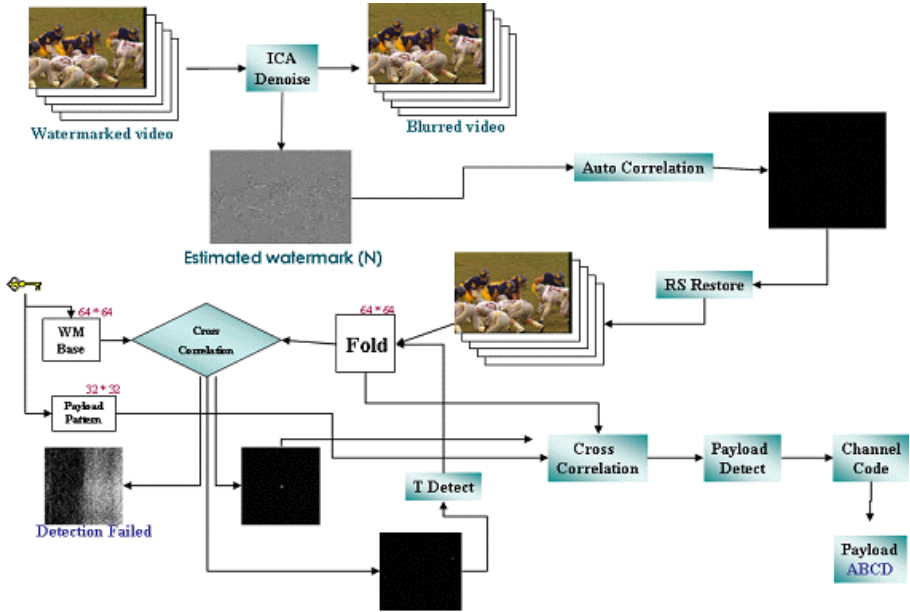 ICA
Denoise
Watermarked video
Blurred video
Auto Correlation
Estimated watermark (N)
RS Restore
64*64
WM
Base
Cross
Correlation
64*64
Fold
32*32
Payload
Pattern
Cross
Correlation
Payload
Detect
Channel
Code
T Detect
Detection Failed
Payload
ABCD